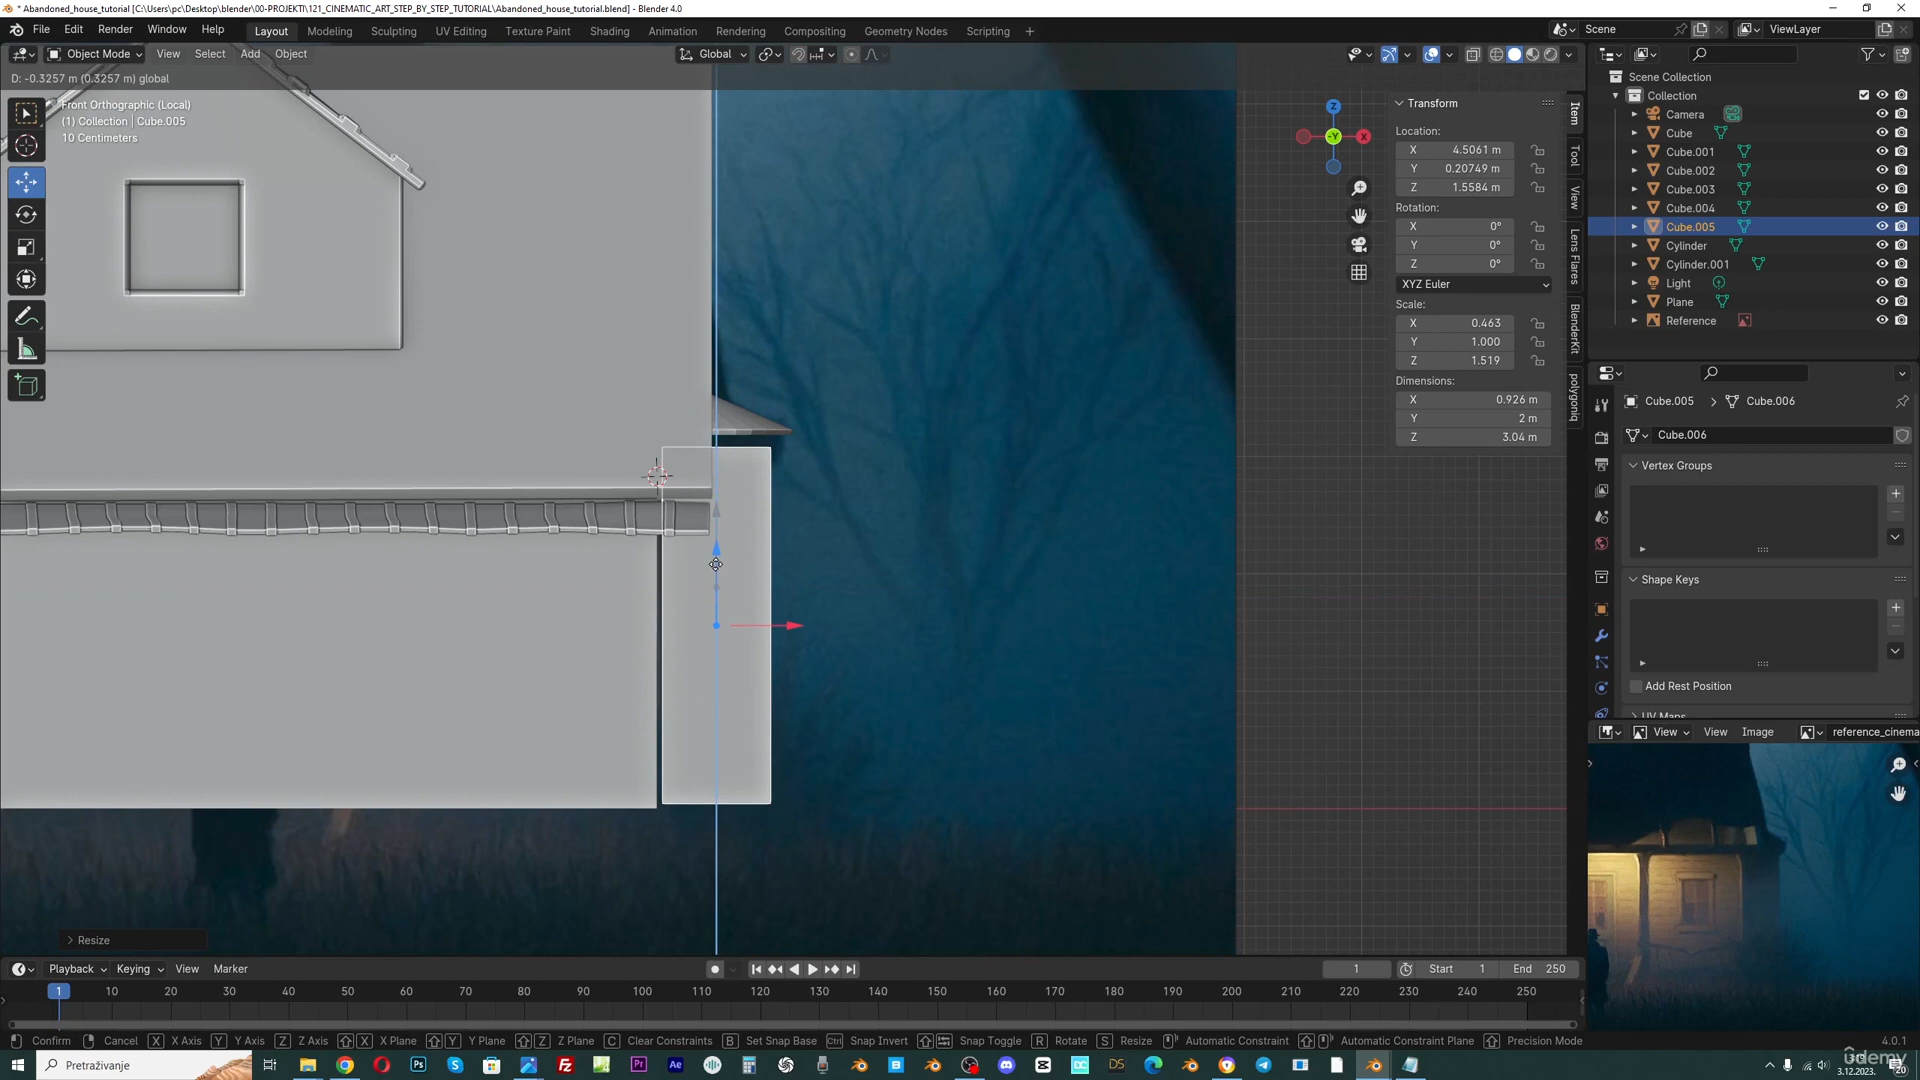 * Abandoned_house_tutorial [C:\Users\pc\Desktop\blender\00-PROJEKTI\121_CINEMATIC_ART_STEP_BY_STEP_TUTORIAL\Abandoned_house_tutorial.blend] - Blender 4.0
File Edit Render Window Help Layout Modeling Sculpting UV Editing Texture Paint Shading Animation Rendering Compositing Geometry Nodes Scripting + Scene ViewLayer
Object Mode View Select Add Object Global
D: -0.3257 m (0.3257 m) global
Front Orthographic (Local)
(1) Collection | Cube.005
10 Centimeters
Z
-Y
X
Transform
Location:
X 4.5061 m
Y 0.20749 m
Z 1.5584 m
Rotation:
X 0°
Y 0°
Z 0°
XYZ Euler
Scale:
X 0.463
Y 1.000
Z 1.519
Dimensions:
X 0.926 m
Y 2 m
Z 3.04 m
Item
Tool
View
Lens Flares
BlenderKit
polygoniq
Scene Collection
Collection
Camera
Cube
Cube.001
Cube.002
Cube.003
Cube.004
Cube.005
Cylinder
Cylinder.001
Light
Plane
Reference
Cube.005 > Cube.006
Cube.006
Vertex Groups
Shape Keys
Add Rest Position
UV Maps
View View Image reference_cinema
> Resize
Playback Keying View Marker 1 Start 1 End 250
1 10 20 30 40 50 60 70 80 90 100 110 120 130 140 150 160 170 180 190 200 210 220 230 240 250
Confirm Cancel X X Axis Y Y Axis Z Z Axis X X Plane Y Y Plane Z Z Plane C Clear Constraints B Set Snap Base Ctrl Snap Invert Snap Toggle R Rotate S Resize Automatic Constraint Automatic Constraint Plane Precision Mode 4.0.1
Pretraživanje
3.12.2023.
20
ûdemy